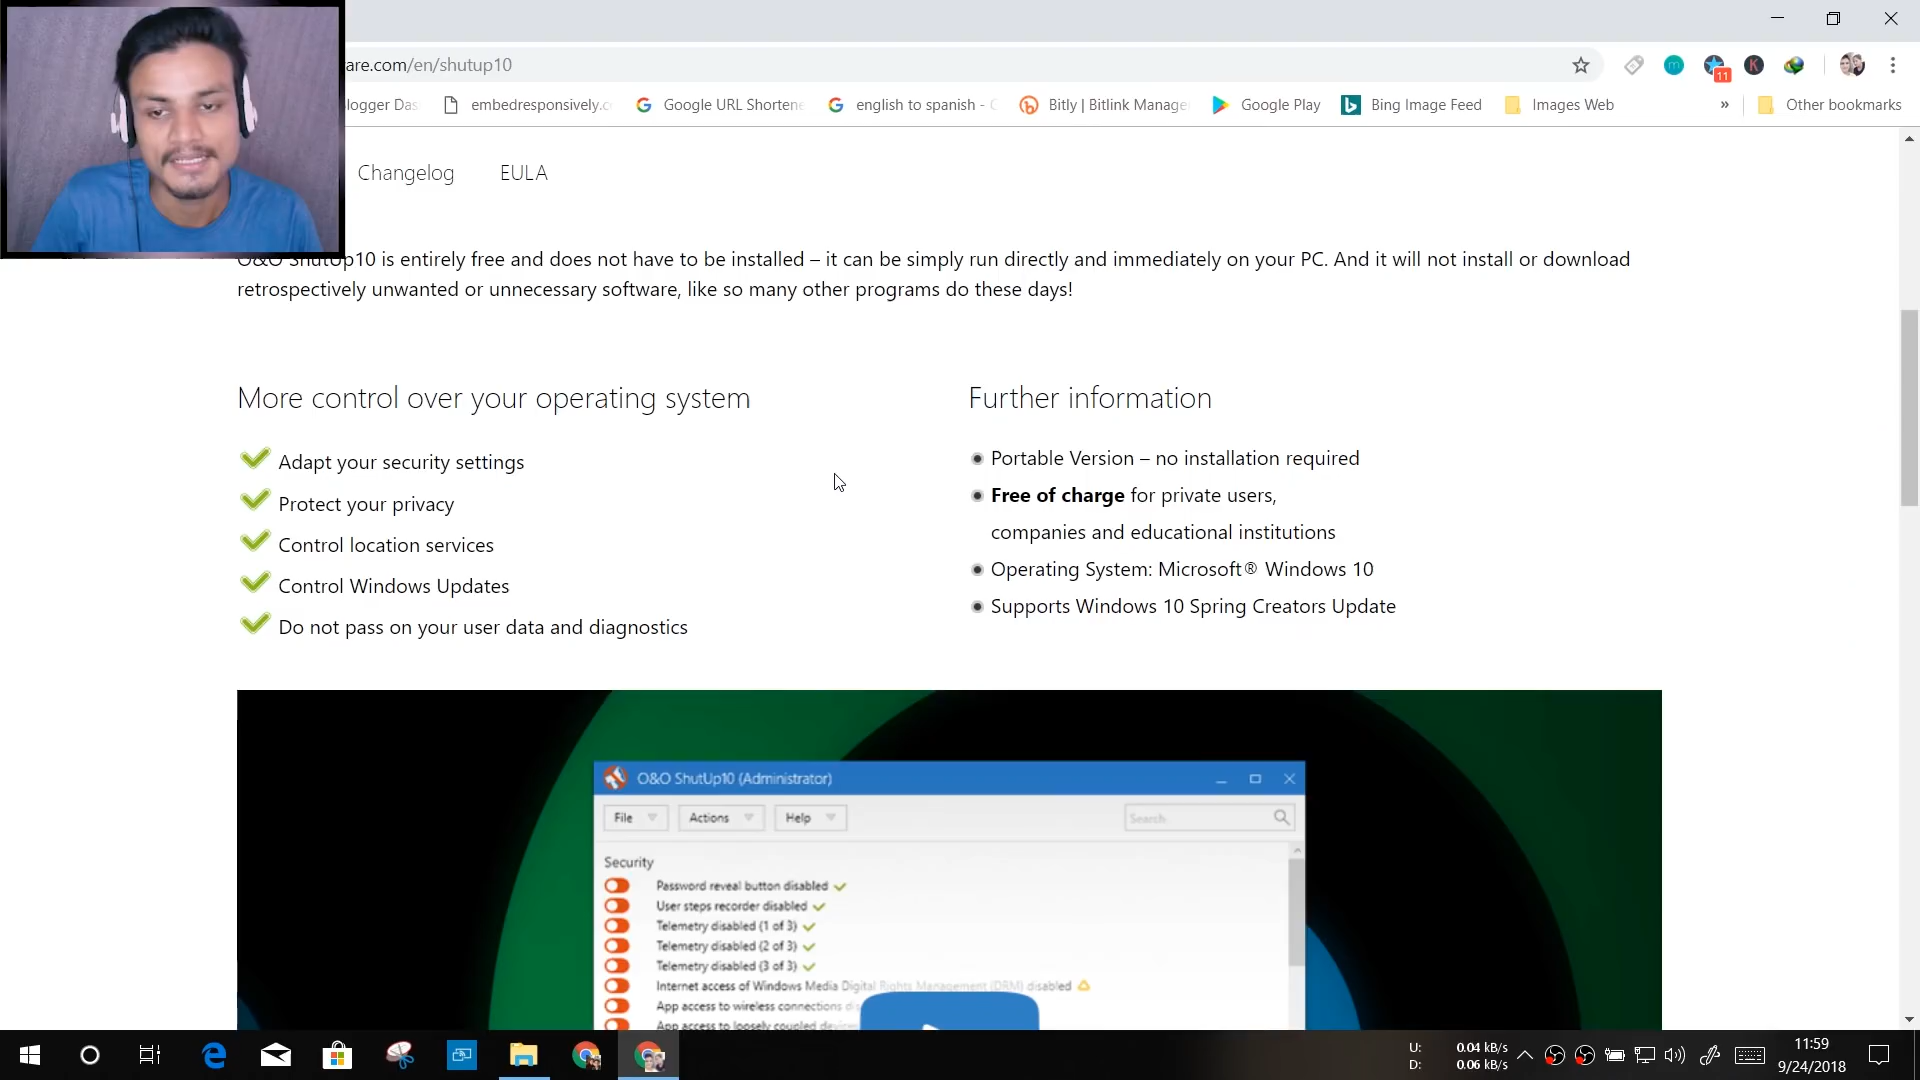 are.com/en/shutup10
11
logger Das
embedresponsively.c
Google URL Shortene
english to spanish -
Bitly | Bitlink Manage
Google Play
Bing Image Feed
Images Web
»
Other bookmarks
Changelog
EULA
O&O ShutUp10 is entirely free and does not have to be installed – it can be simply run directly and immediately on your PC. And it will not install or download
retrospectively unwanted or unnecessary software, like so many other programs do these days!
More control over your operating system
Adapt your security settings
Protect your privacy
Control location services
Control Windows Updates
Do not pass on your user data and diagnostics
Further information
Portable Version – no installation required
Free of charge for private users,
companies and educational institutions
Operating System: Microsoft® Windows 10
Supports Windows 10 Spring Creators Update
O&O ShutUp10 (Administrator)
File
Actions
Help
Search
Security
Password reveal button disabled
User steps recorder disabled
Telemetry disabled (1 of 3)
Telemetry disabled (2 of 3)
Telemetry disabled (3 of 3)
Internet access of Windows Media Digital Rights Management (DRM) disabled
App access to wireless connections
App access to loosely coupled device
U: 0.04 kB/s
D: 0.06 kB/s
11:59
9/24/2018